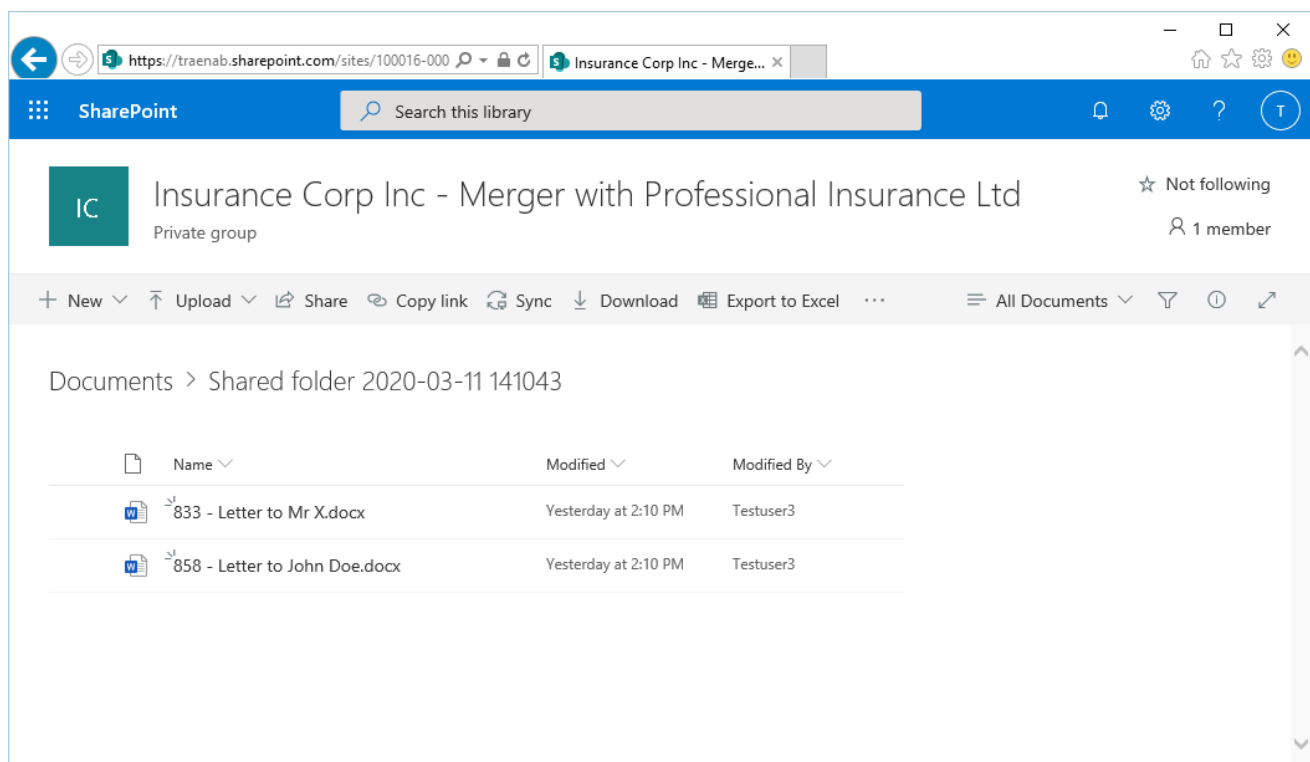 https://traenab.sharepoint.com/sites/100016-000 Insurance Corp Inc - Merge...
SharePoint Search this library ? T
IC Insurance Corp Inc - Merger with Professional Insurance Ltd Not following
Private group 1 member
New Upload Share Copy link Sync Download Export to Excel ... All Documents
Documents > Shared folder 2020-03-11 141043
Name Modified Modified By
833 - Letter to Mr X.docx Yesterday at 2:10 PM Testuser3
858 - Letter to John Doe.docx Yesterday at 2:10 PM Testuser3